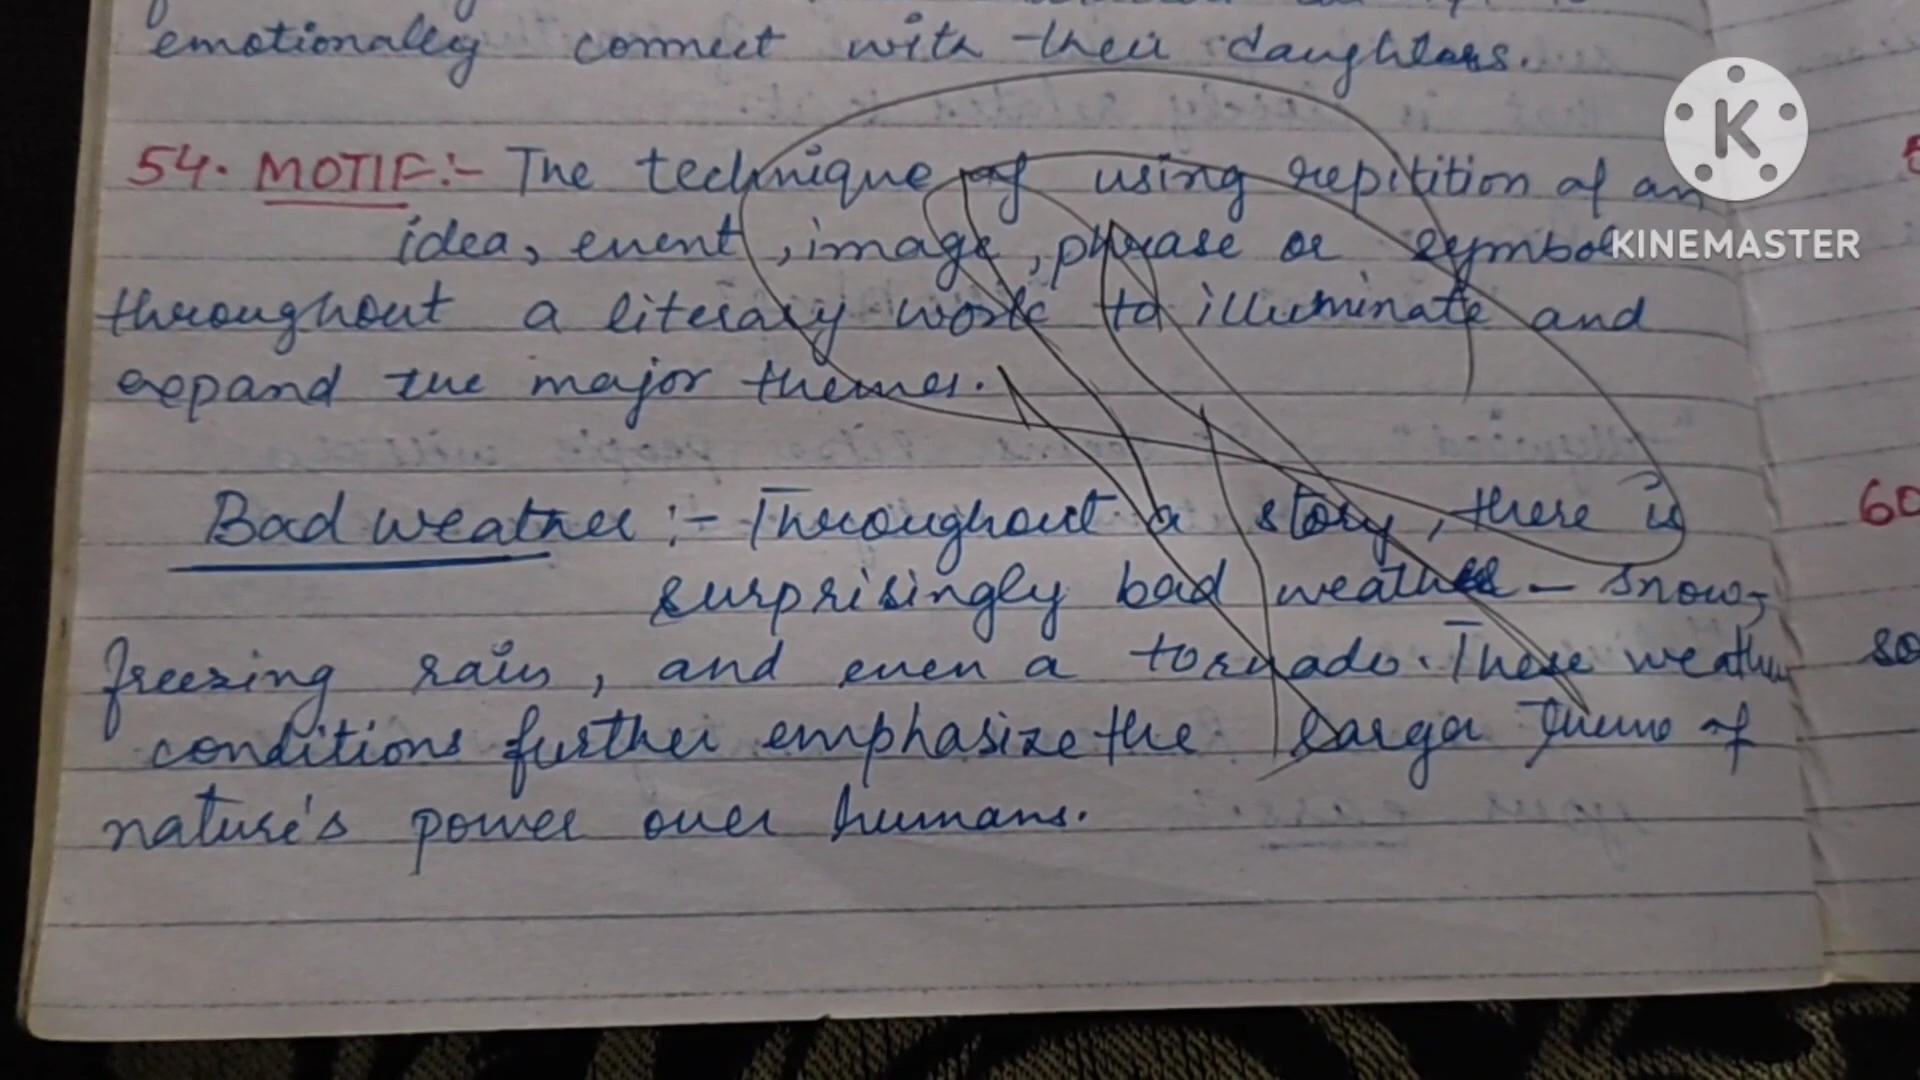 emotionally connect with their daughters.
54. MOTIF:- The technique of using repitition of an
idea, event, image, phrase or symbol
throughout a literary work to illuminate and
expand the major themes.
Bad weather :- Throughout a story, there is
surprisingly bad weather - snow,
freezing rain, and even a tornado. These weather
conditions further emphasize the larger theme of
nature's power over humans.
K
KINEMASTER
60
so